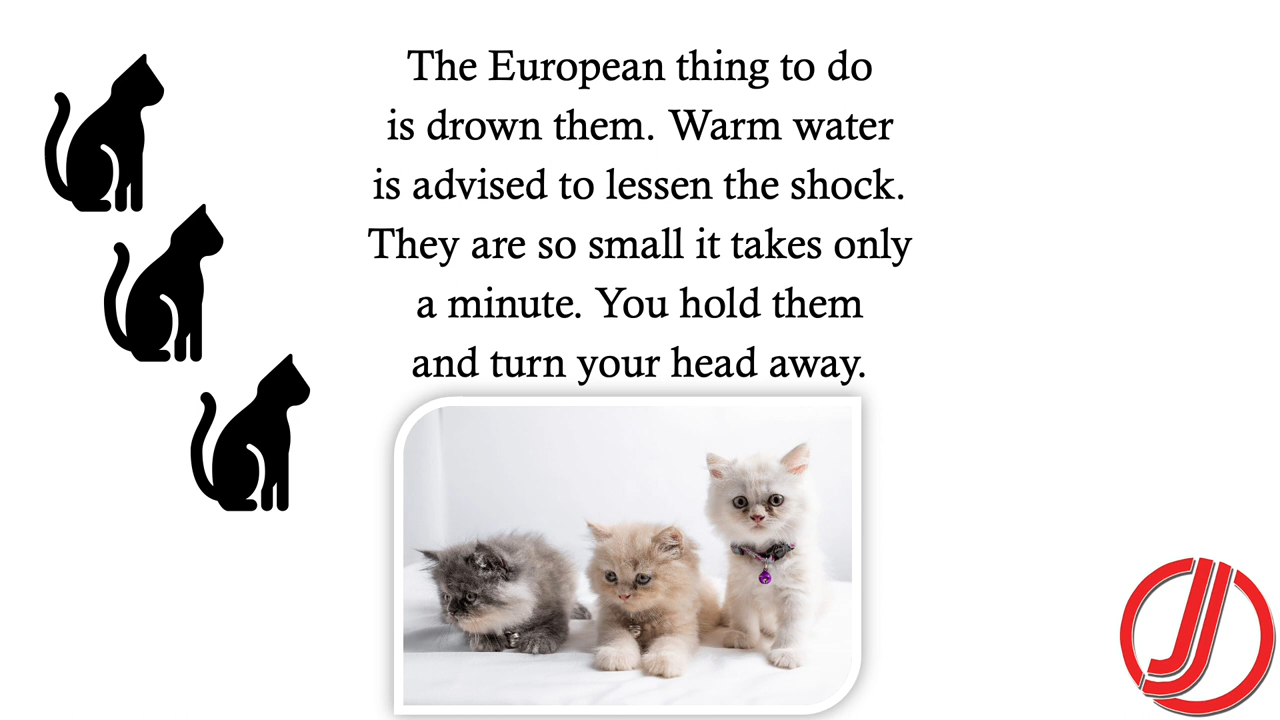 The European thing to do
is drown them. Warm water
is advised to lessen the shock.
They are so small it takes only
a minute. You hold them
and turn your head away.